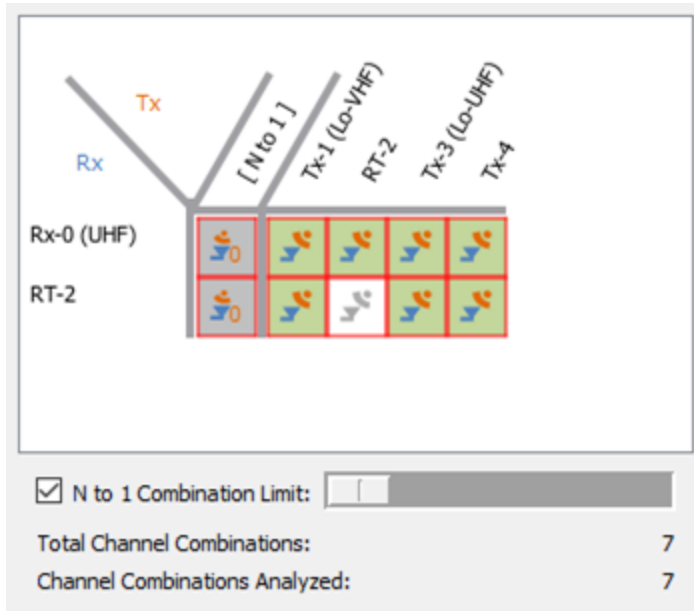 Tx
Rx
[ N to 1 ]
Tx-1 (Lo-VHF)
RT-2
Tx-3 (Lo-UHF)
Tx-4
Rx-0 (UHF)
0
RT-2
0
N to 1 Combination Limit:
Total Channel Combinations: 7
Channel Combinations Analyzed: 7